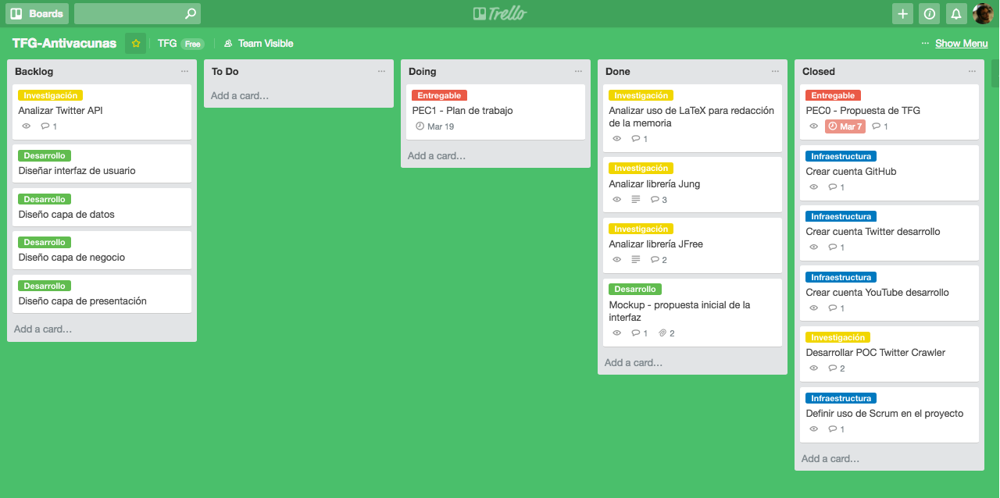 Boards
Trello
TFG-Antivacunas
TFG Free
Team Visible
... Show Menu
Backlog
Investigación
Analizar Twitter API
1
Desarrollo
Diseñar interfaz de usuario
Desarrollo
Diseño capa de datos
Desarrollo
Diseño capa de negocio
Desarrollo
Diseño capa de presentación
Add a card...
To Do
Add a card...
Doing
Entregable
PEC1 - Plan de trabajo
Mar 19
Add a card...
Done
Investigación
Analizar uso de LaTeX para redacción
de la memoria
1
Investigación
Analizar librería Jung
3
Investigación
Analizar librería JFree
2
Desarrollo
Mockup - propuesta inicial de la
interfaz
1 2
Add a card...
Closed
Entregable
PEC0 - Propuesta de TFG
Mar 7 1
Infraestructura
Crear cuenta GitHub
1
Infraestructura
Crear cuenta Twitter desarrollo
1
Infraestructura
Crear cuenta YouTube desarrollo
1
Investigación
Desarrollar POC Twitter Crawler
2
Infraestructura
Definir uso de Scrum en el proyecto
1
Add a card...